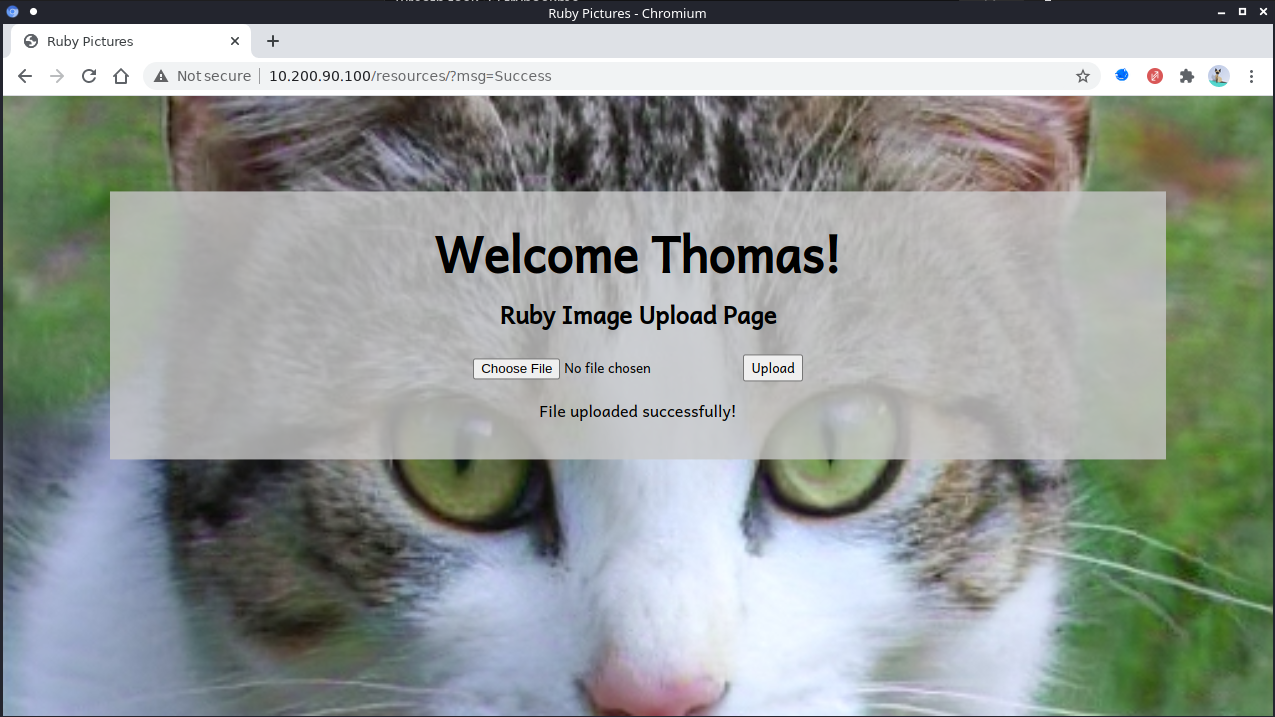 Ruby Pictures - Chromium
Ruby Pictures
Not secure
10.200.90.100/resources/?msg=Success
Welcome Thomas!
Ruby Image Upload Page
Choose File No file chosen Upload
File uploaded successfully!